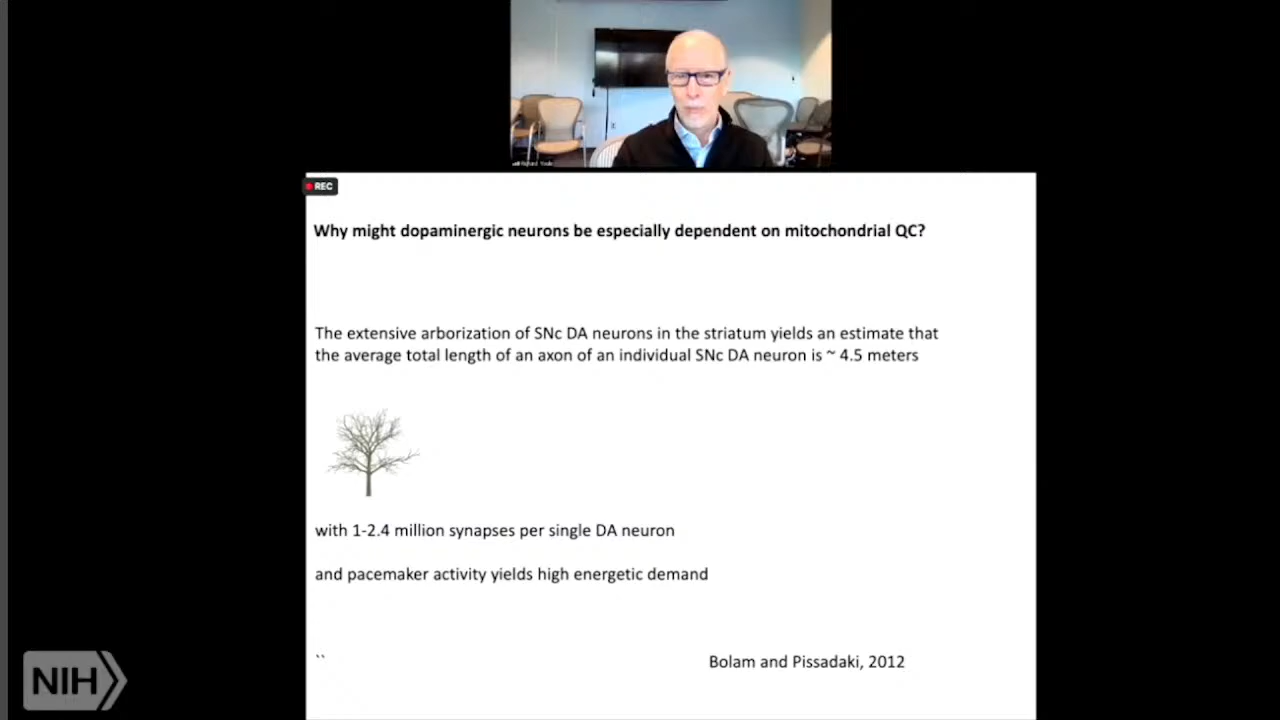 REC
Why might dopaminergic neurons be especially dependent on mitochondrial QC?
The extensive arborization of SNc DA neurons in the striatum yields an estimate that
the average total length of an axon of an individual SNc DA neuron is ~ 4.5 meters
with 1-2.4 million synapses per single DA neuron
and pacemaker activity yields high energetic demand
``
Bolam and Pissadaki, 2012
NIH